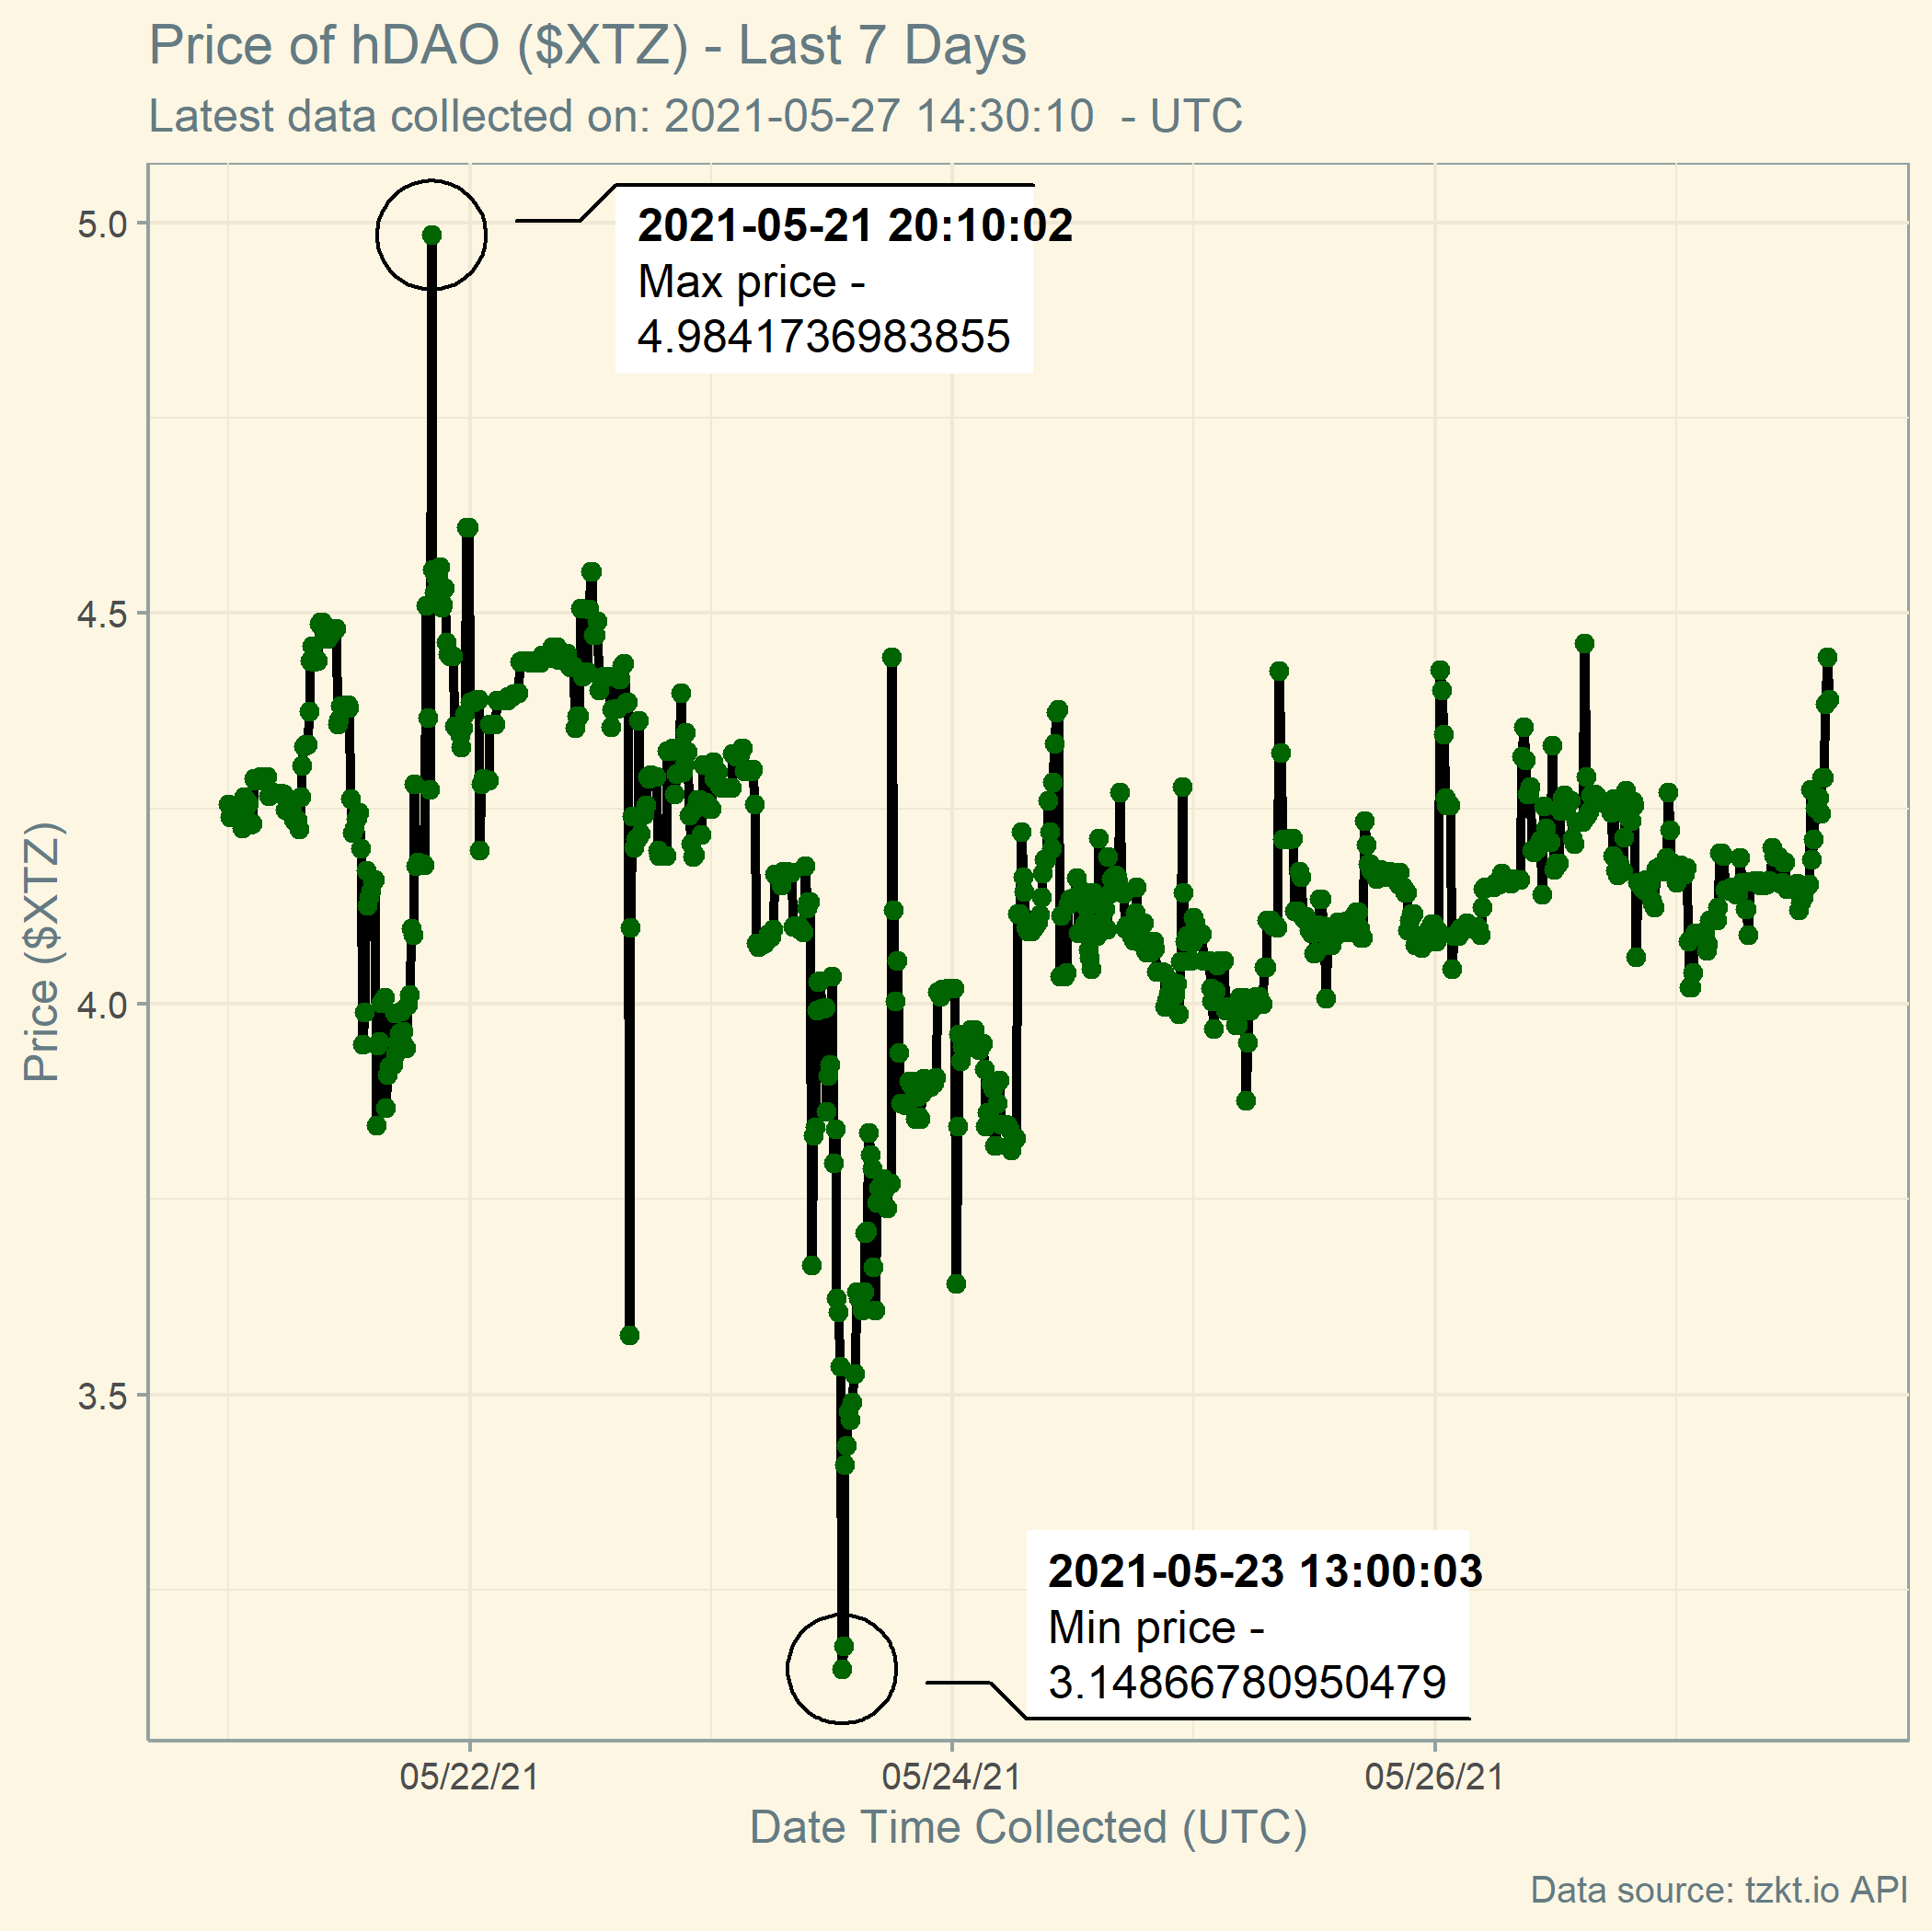 Price of hDAO ($XTZ) - Last 7 Days
Latest data collected on: 2021-05-27 14:30:10  - UTC
2021-05-21 20:10:02
Max price -
4.9841736983855
5.0
4.5
4.0
3.5
Price ($XTZ)
2021-05-23 13:00:03
Min price -
3.14866780950479
05/22/21
05/24/21
05/26/21
Date Time Collected (UTC)
Data source: tzkt.io API